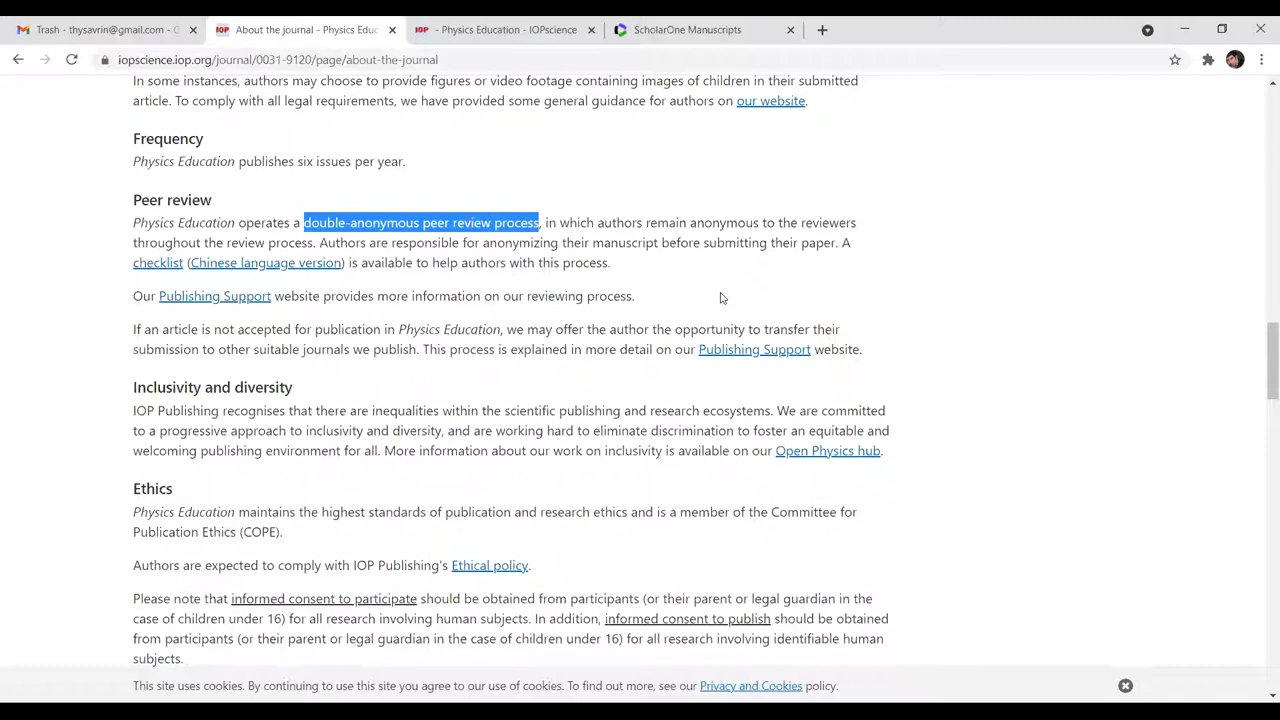 Trash - thysavrin@gmail.com - G
About the journal - Physics Educ
- Physics Education - IOPscience
ScholarOne Manuscripts
iopscience.iop.org/journal/0031-9120/page/about-the-journal
In some instances, authors may choose to provide figures or video footage containing images of children in their submitted
article. To comply with all legal requirements, we have provided some general guidance for authors on our website.
Frequency
Physics Education publishes six issues per year.
Peer review
Physics Education operates a double-anonymous peer review process, in which authors remain anonymous to the reviewers
throughout the review process. Authors are responsible for anonymizing their manuscript before submitting their paper. A
checklist (Chinese language version) is available to help authors with this process.
Our Publishing Support website provides more information on our reviewing process.
If an article is not accepted for publication in Physics Education, we may offer the author the opportunity to transfer their
submission to other suitable journals we publish. This process is explained in more detail on our Publishing Support website.
Inclusivity and diversity
IOP Publishing recognises that there are inequalities within the scientific publishing and research ecosystems. We are committed
to a progressive approach to inclusivity and diversity, and are working hard to eliminate discrimination to foster an equitable and
welcoming publishing environment for all. More information about our work on inclusivity is available on our Open Physics hub.
Ethics
Physics Education maintains the highest standards of publication and research ethics and is a member of the Committee for
Publication Ethics (COPE).
Authors are expected to comply with IOP Publishing's Ethical policy.
Please note that informed consent to participate should be obtained from participants (or their parent or legal guardian in the
case of children under 16) for all research involving human subjects. In addition, informed consent to publish should be obtained
from participants (or their parent or legal guardian in the case of children under 16) for all research involving identifiable human
subjects.
This site uses cookies. By continuing to use this site you agree to our use of cookies. To find out more, see our Privacy and Cookies policy.